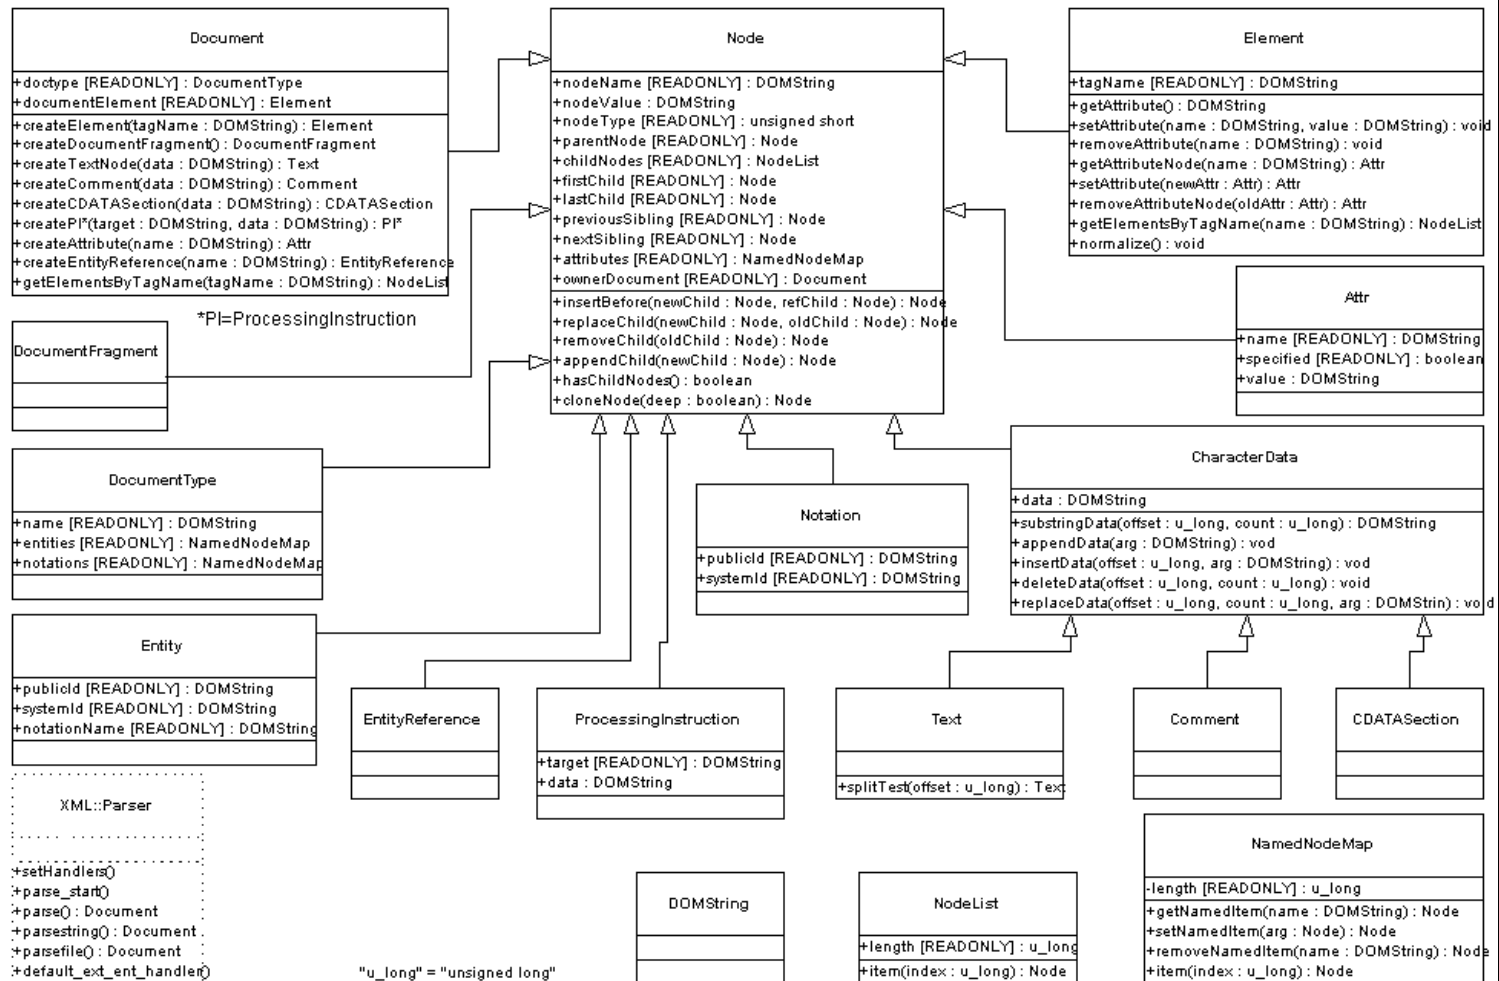 Document
+doctype [READONLY] : DocumentType
+documentElement [READONLY] : Element
+createElement(tagName : DOMString) : Element
+createDocumentFragment() : DocumentFragment
+createTextNode(data : DOMString) : Text
+createComment(data : DOMString) : Comment
+createCDATASection(data : DOMString) : CDATASection
+createPI*(target : DOMString, data : DOMString) : PI*
+createAttribute(name : DOMString) : Attr
+createEntityReference(name : DOMString) : EntityReference
+getElementsByTagName(tagName : DOMString) : NodeList
*PI=ProcessingInstruction
Node
+nodeName [READONLY] : DOMString
+nodeValue : DOMString
+nodeType [READONLY] : unsigned short
+parentNode [READONLY] : Node
+childNodes [READONLY] : NodeList
+firstChild [READONLY] : Node
+lastChild [READONLY] : Node
+previousSibling [READONLY] : Node
+nextSibling [READONLY] : Node
+attributes [READONLY] : NamedNodeMap
+ownerDocument [READONLY] : Document
+insertBefore(newChild : Node, refChild : Node) : Node
+replaceChild(newChild : Node, oldChild : Node) : Node
+removeChild(oldChild : Node) : Node
+appendChild(newChild : Node) : Node
+hasChildNodes() : boolean
+cloneNode(deep : boolean) : Node
Element
+tagName [READONLY] : DOMString
+getAttribute() : DOMString
+setAttribute(name : DOMString, value : DOMString) : void
+removeAttribute(name : DOMString) : void
+getAttributeNode(name : DOMString) : Attr
+setAttribute(newAttr : Attr) : Attr
+removeAttributeNode(oldAttr : Attr) : Attr
+getElementsByTagName(name : DOMString) : NodeList
+normalize() : void
Attr
+name [READONLY] : DOMString
+specified [READONLY] : boolean
+value : DOMString
DocumentFragment
DocumentType
+name [READONLY] : DOMString
+entities [READONLY] : NamedNodeMap
+notations [READONLY] : NamedNodeMap
Notation
+publicId [READONLY] : DOMString
+systemId [READONLY] : DOMString
CharacterData
+data : DOMString
+substringData(offset : u_long, count : u_long) : DOMString
+appendData(arg : DOMString) : vod
+insertData(offset : u_long, arg : DOMString) : vod
+deleteData(offset : u_long, count : u_long) : void
+replaceData(offset : u_long, count : u_long, arg : DOMStrin) : void
Entity
+publicId [READONLY] : DOMString
+systemId [READONLY] : DOMString
+notationName [READONLY] : DOMString
EntityReference
ProcessingInstruction
+target [READONLY] : DOMString
+data : DOMString
Text
+splitTest(offset : u_long) : Text
Comment
CDATASection
XML::Parser
+setHandlers()
+parse_start()
+parse() : Document
+parsestring() : Document
+parsefile() : Document
+default_ext_ent_handler()
"u_long" = "unsigned long"
DOMString
NodeList
+length [READONLY] : u_long
+item(index : u_long) : Node
NamedNodeMap
-length [READONLY] : u_long
+getNamedItem(name : DOMString) : Node
+setNamedItem(arg : Node) : Node
+removeNamedItem(name : DOMString) : Node
+item(index : u_long) : Node